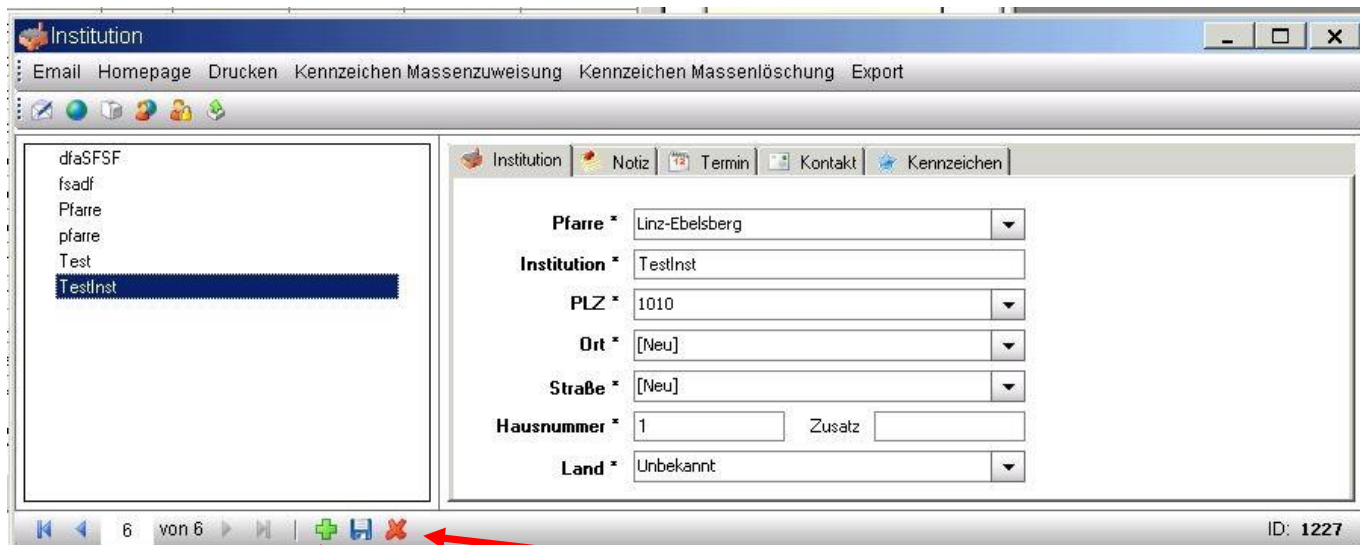 Institution
Email Homepage Drucken Kennzeichen Massenzuweisung Kennzeichen Massenlöschung Export
dfaSFSF
fsadf
Pfarre
pfarre
Test
TestInst
Institution Notiz 12 Termin Kontakt Kennzeichen
Pfarre * Linz-Ebelsberg
Institution * TestInst
PLZ * 1010
Ort * [Neu]
Straße * [Neu]
Hausnummer * 1 Zusatz
Land * Unbekannt
6 von 6 ID: 1227